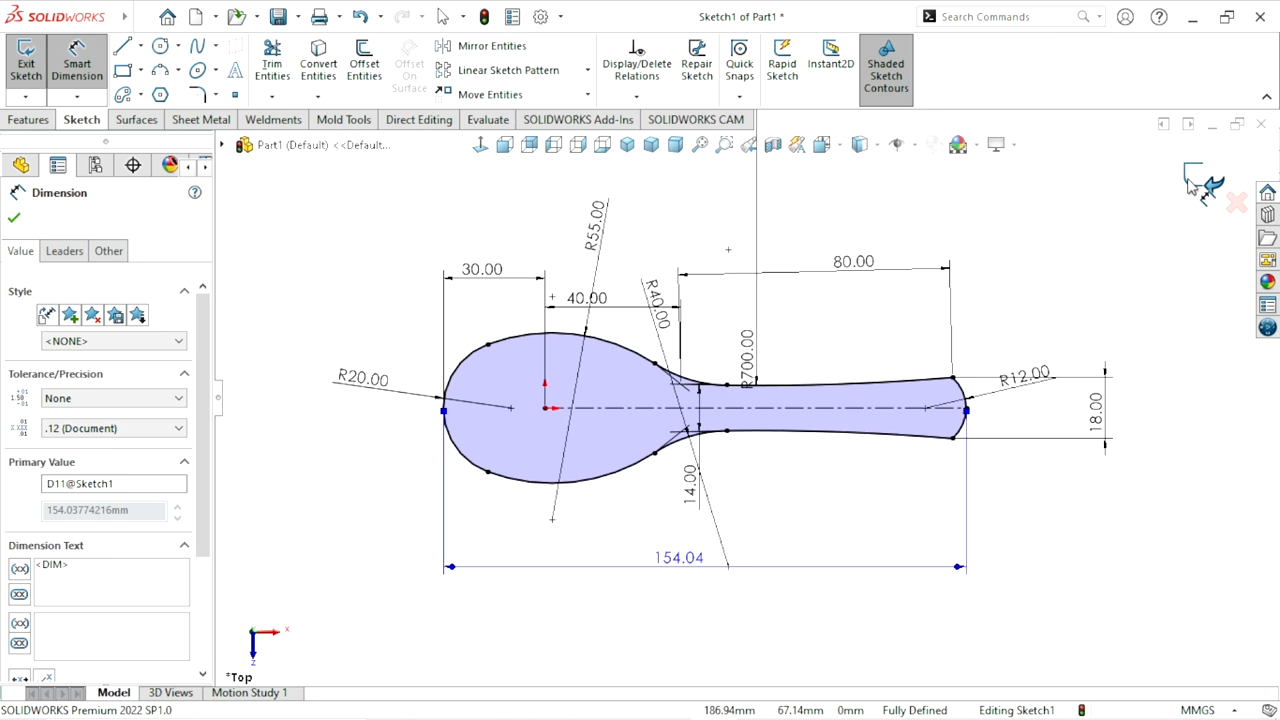 SOLIDWORKS
Sketch1 of Part1 *
Search Commands
Exit Sketch
Smart Dimension
Trim Entities
Convert Entities
Offset Entities
Offset On Surface
Mirror Entities
Linear Sketch Pattern
Move Entities
Display/Delete Relations
Repair Sketch
Quick Snaps
Rapid Sketch
Instant2D
Shaded Sketch Contours
Features
Sketch
Surfaces
Sheet Metal
Weldments
Mold Tools
Direct Editing
Evaluate
SOLIDWORKS Add-Ins
SOLIDWORKS CAM
Part1 (Default) <<Default...
Dimension
Value
Leaders
Other
Style
<NONE>
Tolerance/Precision
None
.12 (Document)
Primary Value
D11@Sketch1
154.03774216mm
Dimension Text
<DIM>
(xx)
(xx)
(xx)
(xx)
R55.00
30.00
40.00
R40.00
80.00
R20.00
R700.00
R12.00
18.00
14.00
154.04
x
z
*Top
Model
3D Views
Motion Study 1
SOLIDWORKS Premium 2022 SP1.0
186.94mm
67.14mm
0mm
Fully Defined
Editing Sketch1
MMGS